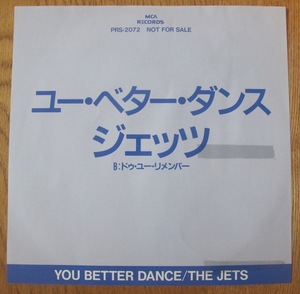 MCA
RECORDS
PRS-2072 NOT FOR SALE
ユー・ベター・ダンス
ジェッツ
B:ドゥ・ユー・リメンバー
YOU BETTER DANCE/THE JETS